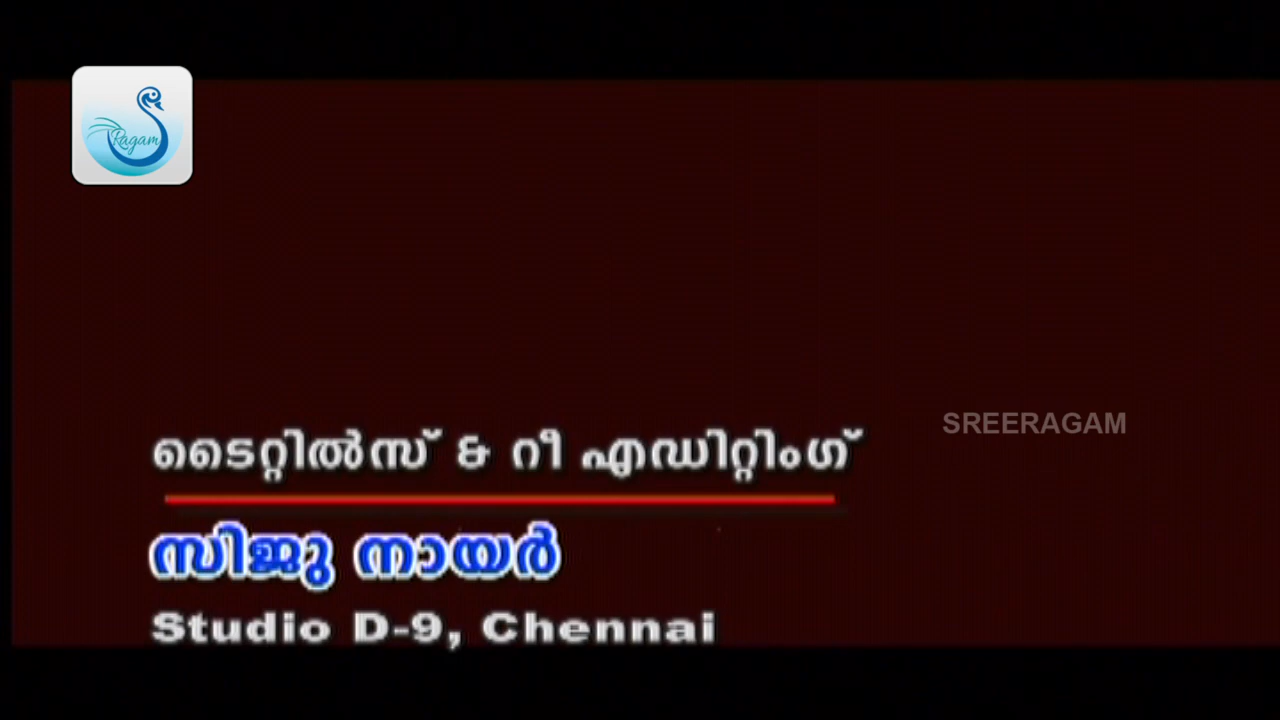 Ragam
ടൈറ്റിൽസ് & റീ എഡിറ്റിംഗ്
SREERAGAM
സിജു നായർ
Studio D-9, Chennai